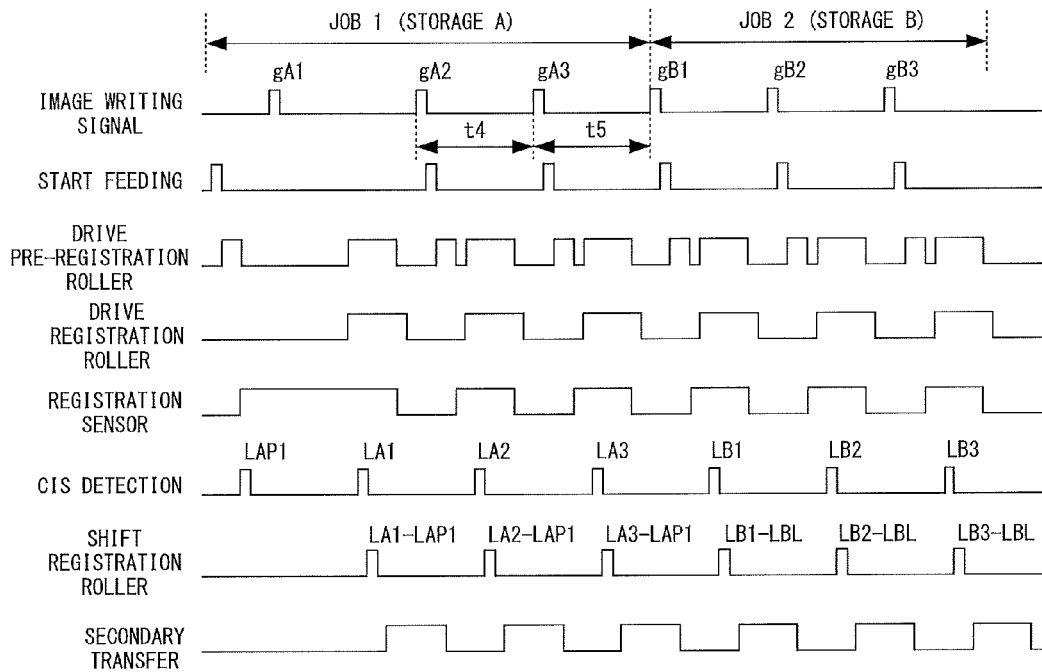 JOB 1 (STORAGE A)
JOB 2 (STORAGE B)
gA1
gA2
gA3
gB1
gB2
gB3
IMAGE WRITING
SIGNAL
t4
t5
START FEEDING
DRIVE
PRE-REGISTRATION
ROLLER
DRIVE
REGISTRATION
ROLLER
REGISTRATION
SENSOR
LAP1
LA1
LA2
LA3
LB1
LB2
LB3
CIS DETECTION
SHIFT
REGISTRATION
ROLLER
LA1-LAP1
LA2-LAP1
LA3-LAP1
LB1-LBL
LB2-LBL
LB3-LBL
SECONDARY
TRANSFER